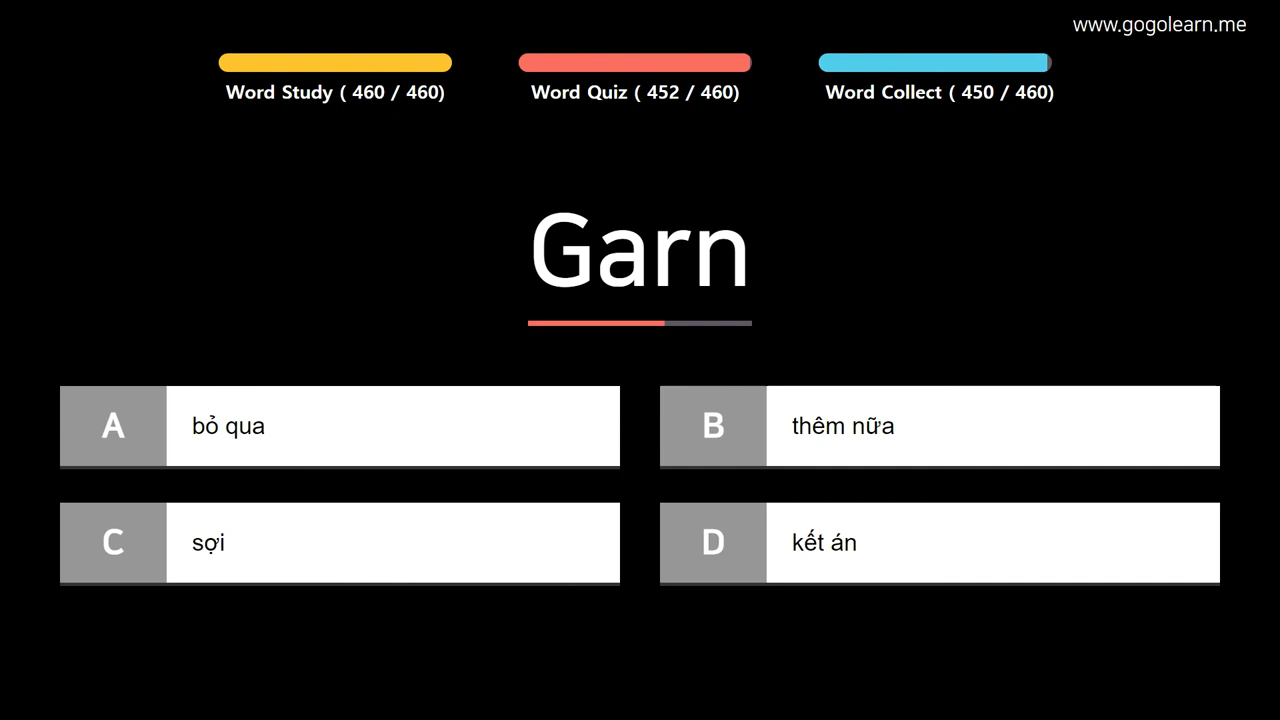 www.gogolearn.me
Word Study ( 460 / 460)
Word Quiz ( 452 / 460)
Word Collect ( 450 / 460)
Garn
A bỏ qua
B thêm nữa
C sợi
D kết án